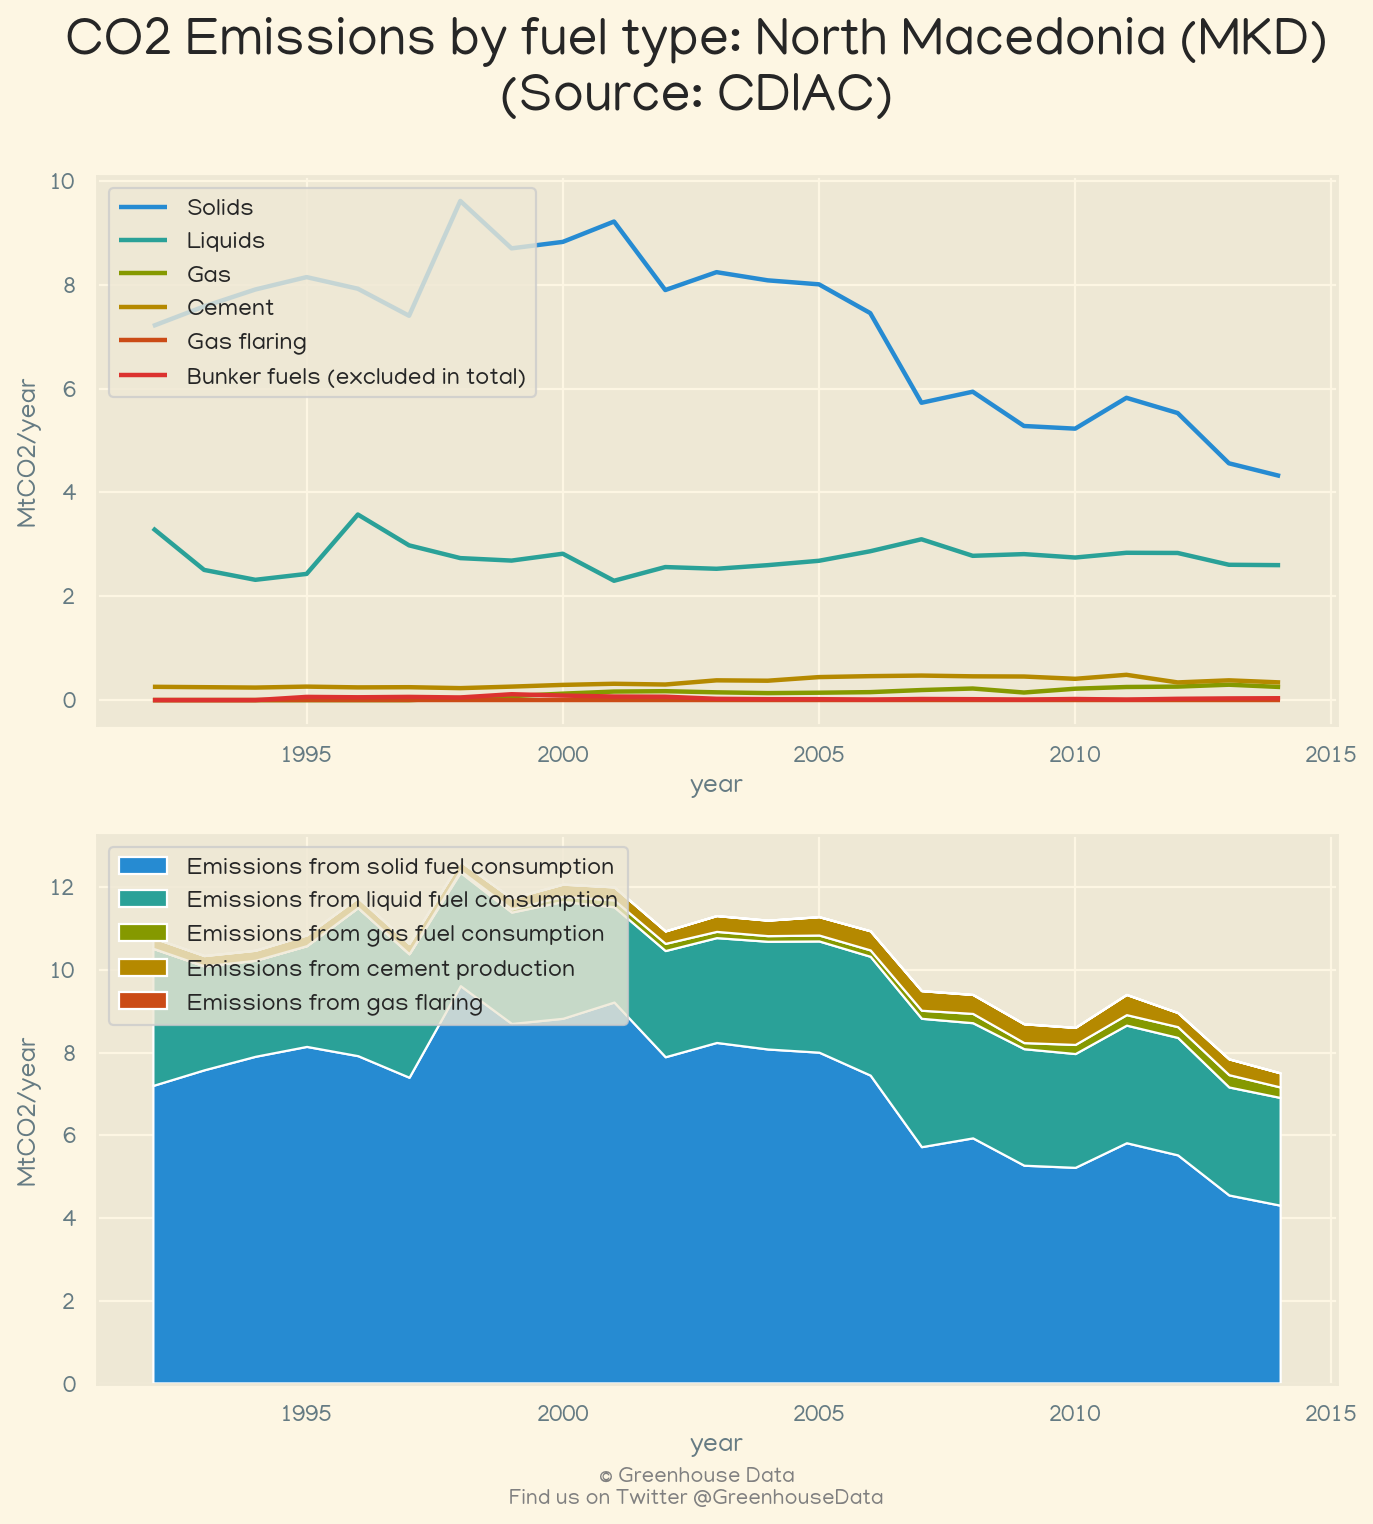 CO2 Emissions by fuel type: North Macedonia (MKD)
(Source: CDIAC)
10
8
6
4
2
0
MtCO2/year
Solids
Liquids
Gas
Cement
Gas flaring
Bunker fuels (excluded in total)
1995
2000
2005
2010
2015
year
12
10
8
6
4
2
0
MtCO2/year
Emissions from solid fuel consumption
Emissions from liquid fuel consumption
Emissions from gas fuel consumption
Emissions from cement production
Emissions from gas flaring
1995
2000
2005
2010
2015
year
© Greenhouse Data
Find us on Twitter @GreenhouseData